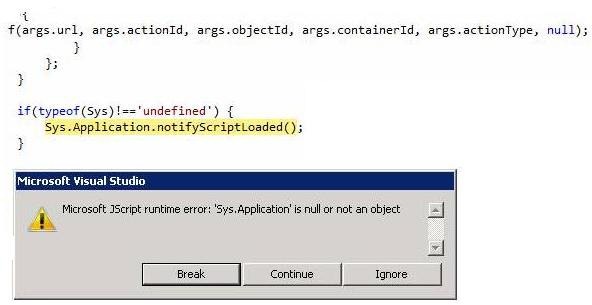 {
f(args.url, args.actionId, args.objectId, args.containerId, args.actionType, null);
}
};
}
if(typeof(Sys)!=='undefined') {
Sys.Application.notifyScriptLoaded();
}
Microsoft Visual Studio
Microsoft JScript runtime error: 'Sys.Application' is null or not an object
Break Continue Ignore